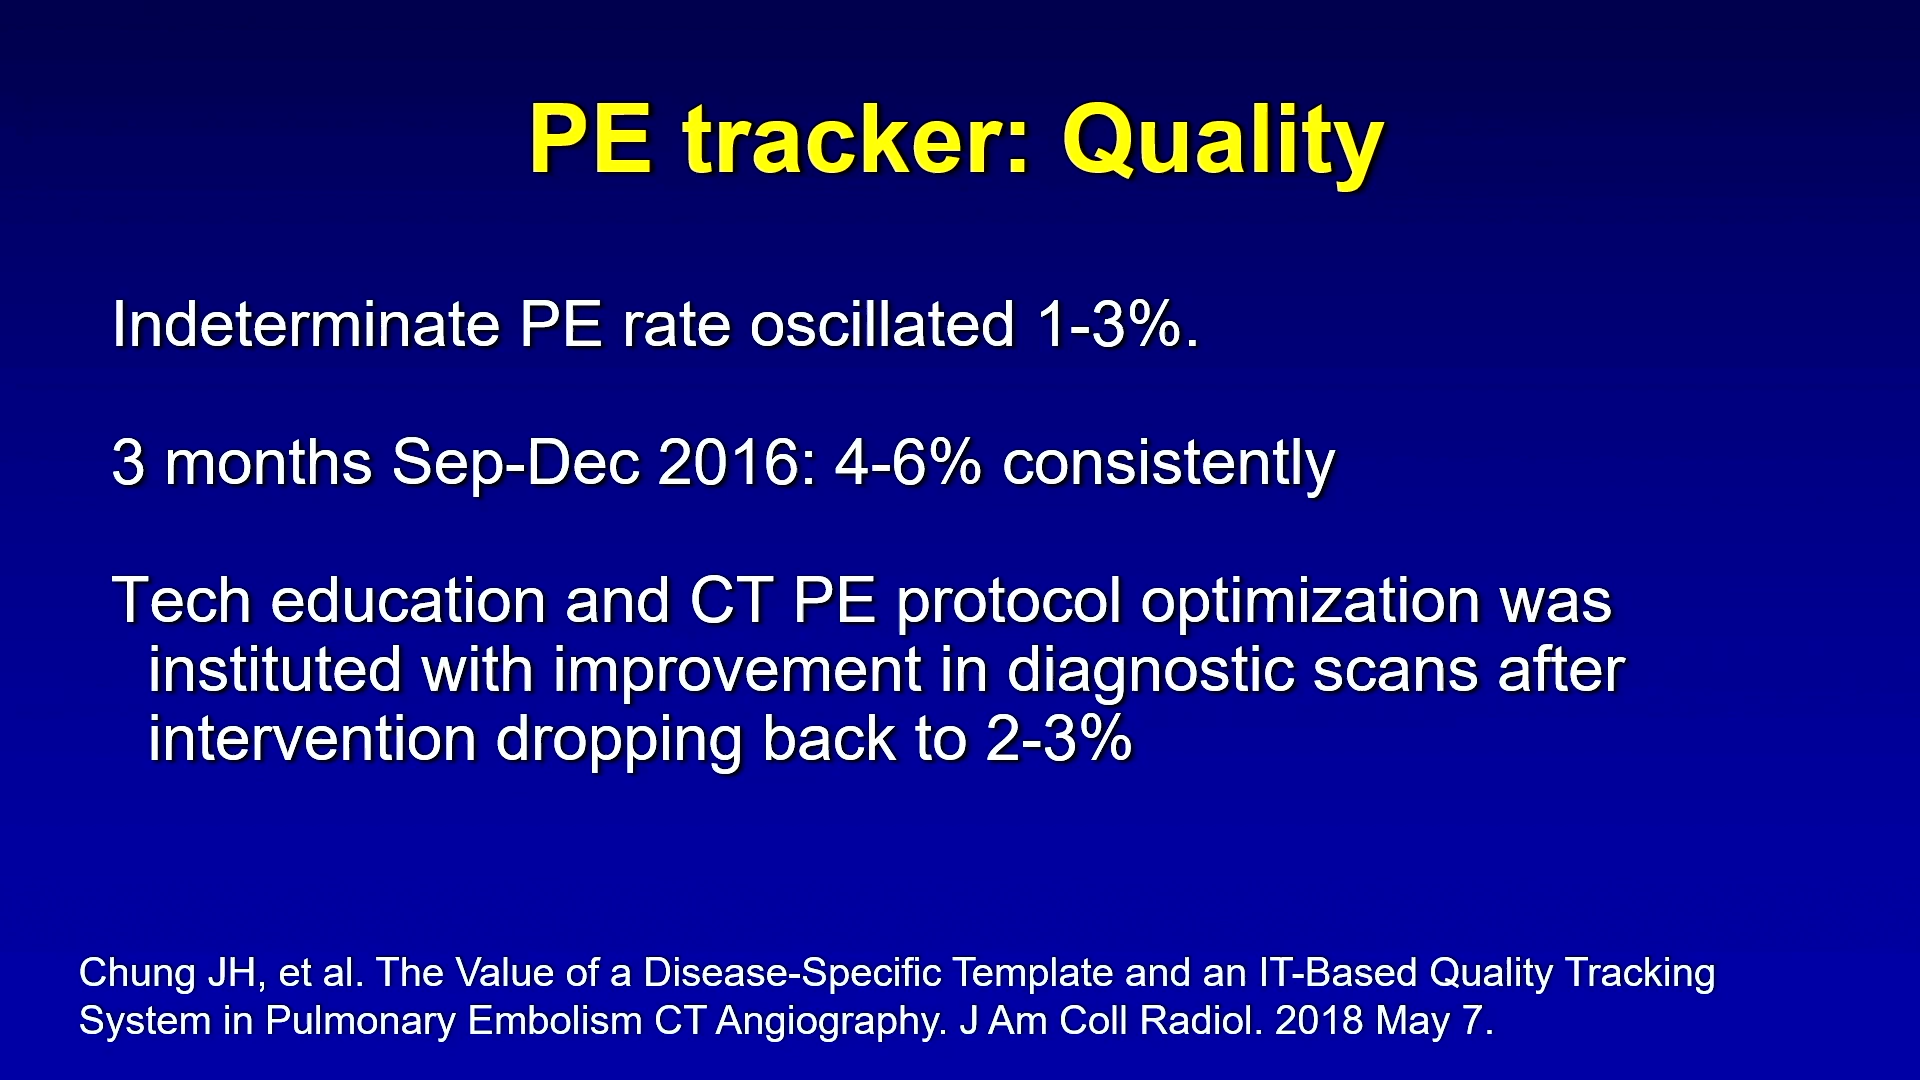 PE tracker: Quality
Indeterminate PE rate oscillated 1-3%.
3 months Sep-Dec 2016: 4-6% consistently
Tech education and CT PE protocol optimization was
instituted with improvement in diagnostic scans after
intervention dropping back to 2-3%
Chung JH, et al. The Value of a Disease-Specific Template and an IT-Based Quality Tracking
System in Pulmonary Embolism CT Angiography. J Am Coll Radiol. 2018 May 7.